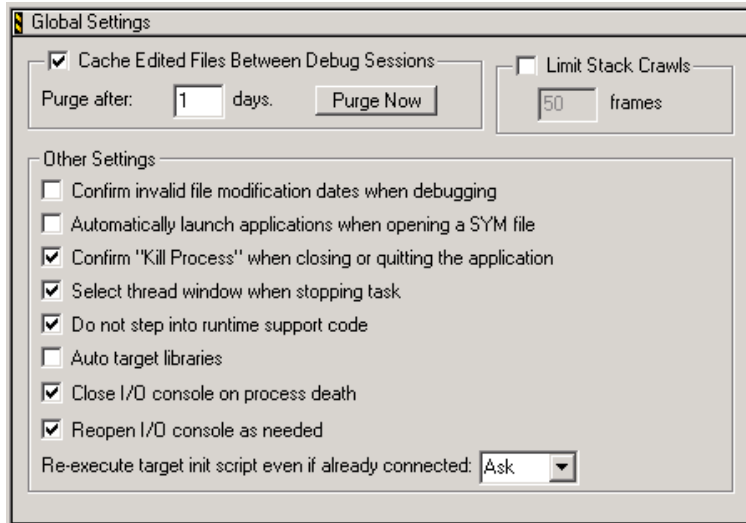 Global Settings
Cache Edited Files Between Debug Sessions
Purge after: 1 days. Purge Now
Limit Stack Crawls
50 frames
Other Settings
Confirm invalid file modification dates when debugging
Automatically launch applications when opening a SYM file
Confirm "Kill Process" when closing or quitting the application
Select thread window when stopping task
Do not step into runtime support code
Auto target libraries
Close I/O console on process death
Reopen I/O console as needed
Re-execute target init script even if already connected: Ask